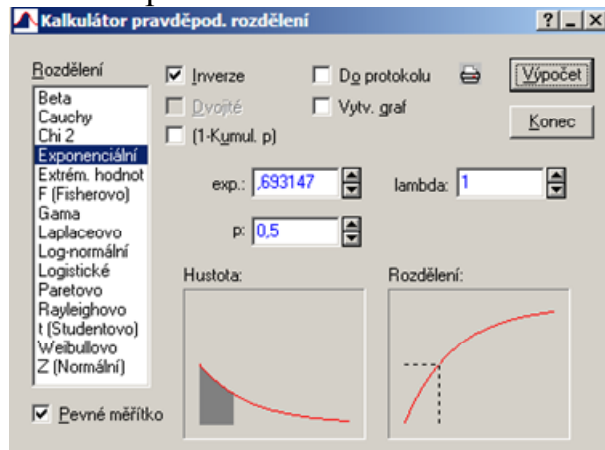 Kalkulátor pravděpod. rozdělení
Rozdělení
Beta
Cauchy
Chi 2
Exponenciální
Extrém. hodnot
F (Fisherovo)
Gama
Laplaceovo
Log-normální
Logistické
Paretovo
Rayleighovo
t (Studentovo)
Weibullovo
Z (Normální)
Pevné měřítko
Inverze
Dvojité
(1-Kumul. p)
Do protokolu
Vytv. graf
Výpočet
Konec
exp.: ,693147
lambda: 1
p: 0,5
Hustota:
Rozdělení: